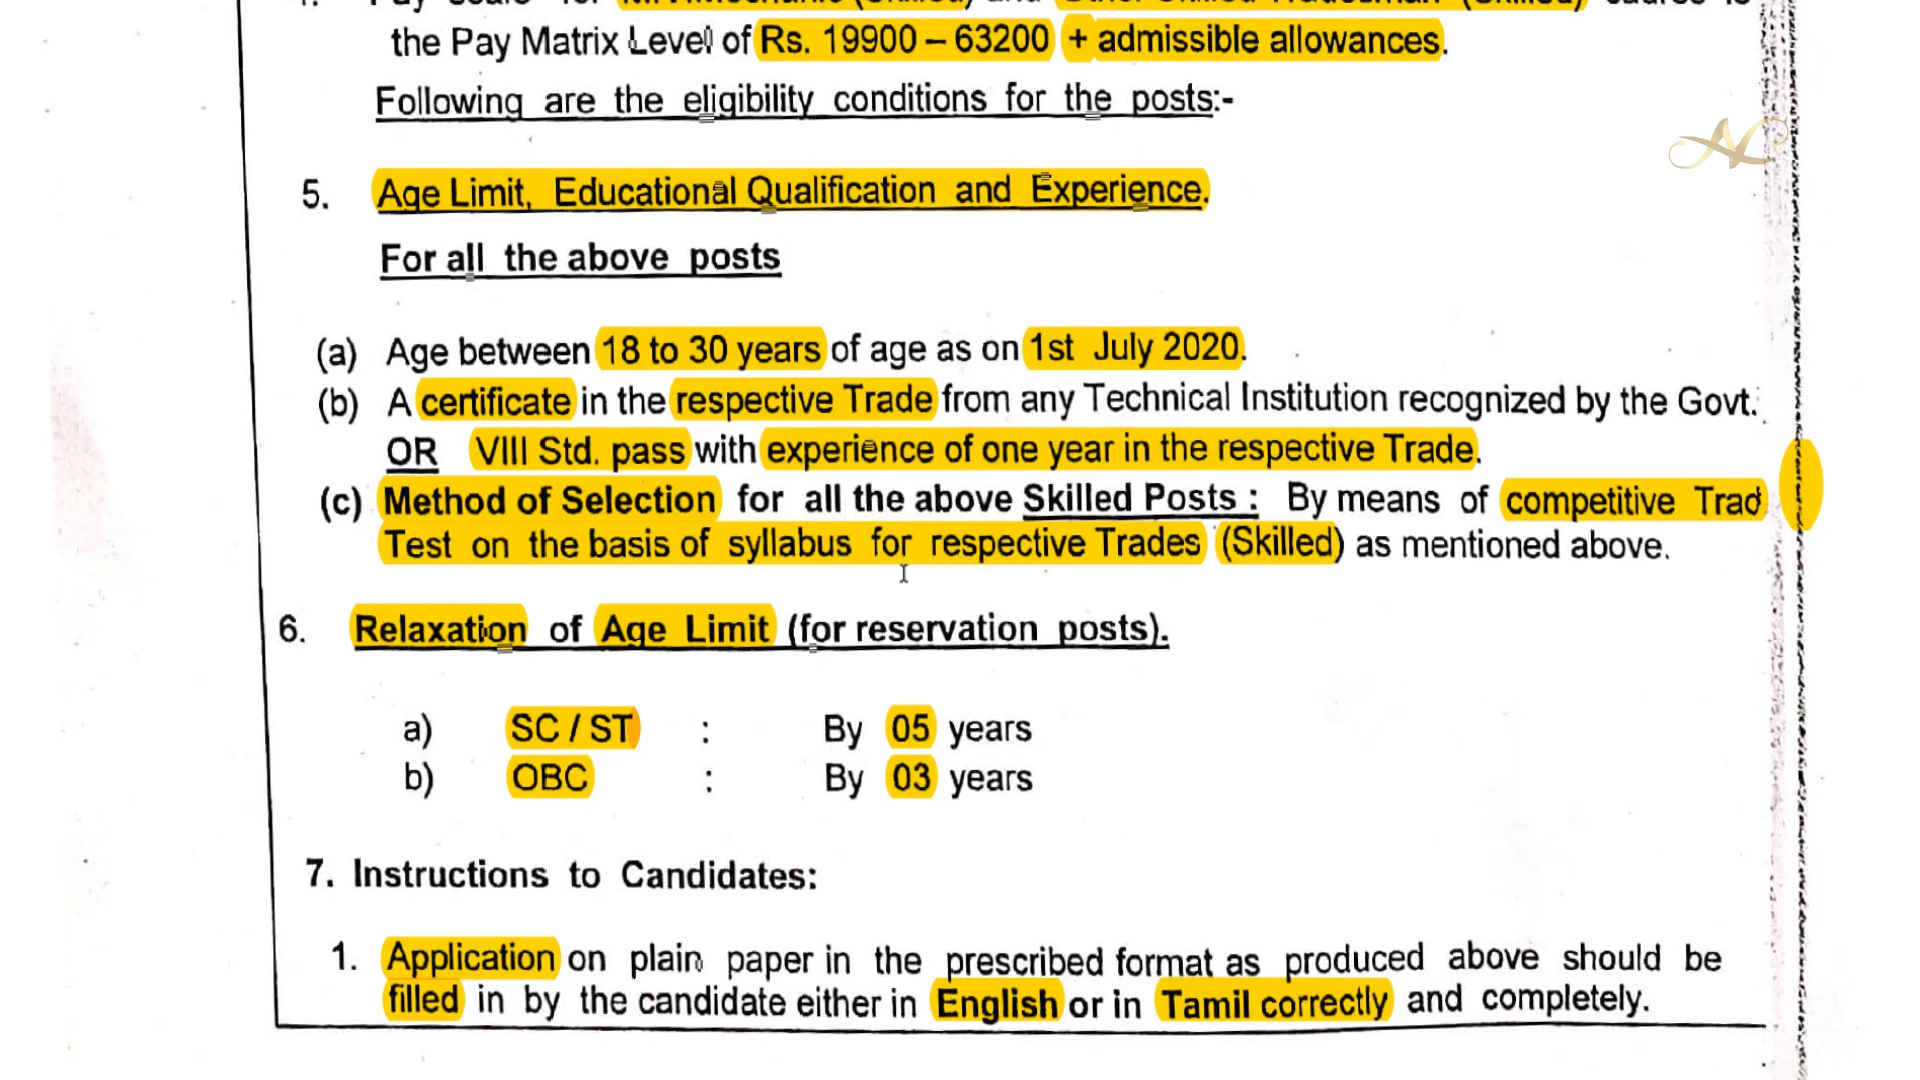 the Pay Matrix Level of Rs. 19900 – 63200 + admissible allowances.
Following are the eligibility conditions for the posts:-
5. Age Limit, Educational Qualification and Experience.
For all the above posts
(a) Age between 18 to 30 years of age as on 1st July 2020.
(b) A certificate in the respective Trade from any Technical Institution recognized by the Govt.
OR VIII Std. pass with experience of one year in the respective Trade.
(c) Method of Selection for all the above Skilled Posts : By means of competitive Trad
Test on the basis of syllabus for respective Trades (Skilled) as mentioned above.
6. Relaxation of Age Limit (for reservation posts).
a) SC / ST : By 05 years
b) OBC : By 03 years
7. Instructions to Candidates:
1. Application on plain paper in the prescribed format as produced above should be
filled in by the candidate either in English or in Tamil correctly and completely.